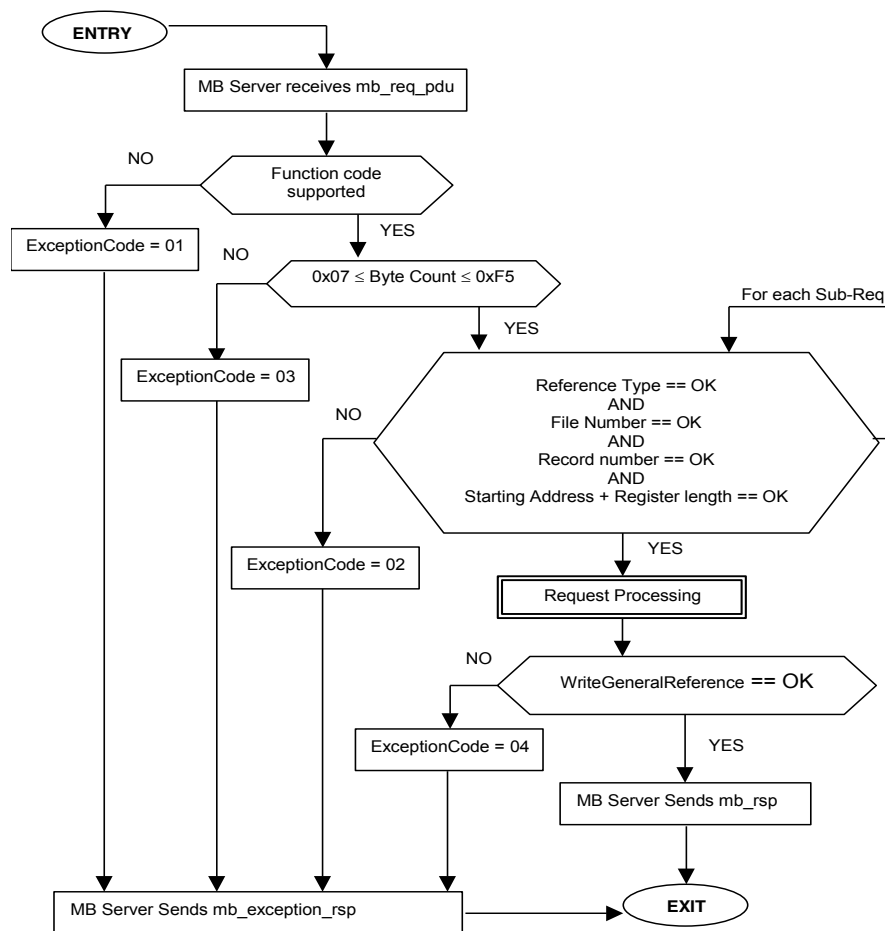 ENTRY
MB Server receives mb_req_pdu
NO
Function code
supported
YES
ExceptionCode = 01
NO
0x07 ≤ Byte Count ≤ 0xF5
For each Sub-Req
YES
ExceptionCode = 03
Reference Type == OK
AND
File Number == OK
AND
Record number == OK
AND
Starting Address + Register length == OK
NO
YES
ExceptionCode = 02
Request Processing
NO
WriteGeneralReference == OK
ExceptionCode = 04
YES
MB Server Sends mb_rsp
MB Server Sends mb_exception_rsp
EXIT